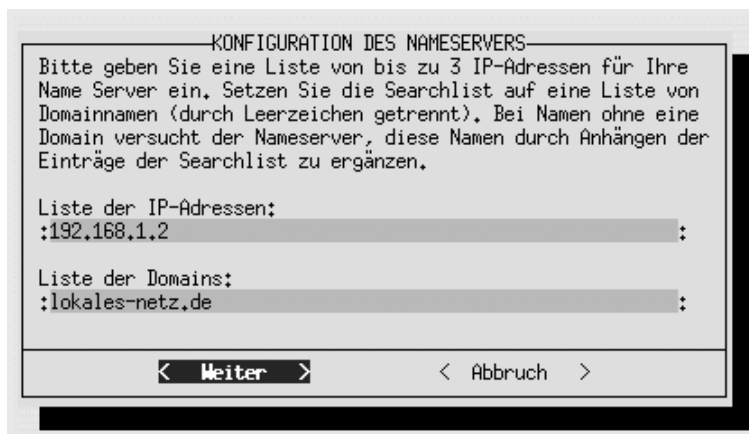 KONFIGURATION DES NAMESERVERS
Bitte geben Sie eine Liste von bis zu 3 IP-Adressen für Ihre
Name Server ein. Setzen Sie die Searchlist auf eine Liste von
Domainnamen (durch Leerzeichen getrennt). Bei Namen ohne eine
Domain versucht der Nameserver, diese Namen durch Anhängen der
Einträge der Searchlist zu ergänzen.
Liste der IP-Adressen:
:192.168.1.2 :
Liste der Domains:
:lokales-netz.de :
< Weiter > < Abbruch >